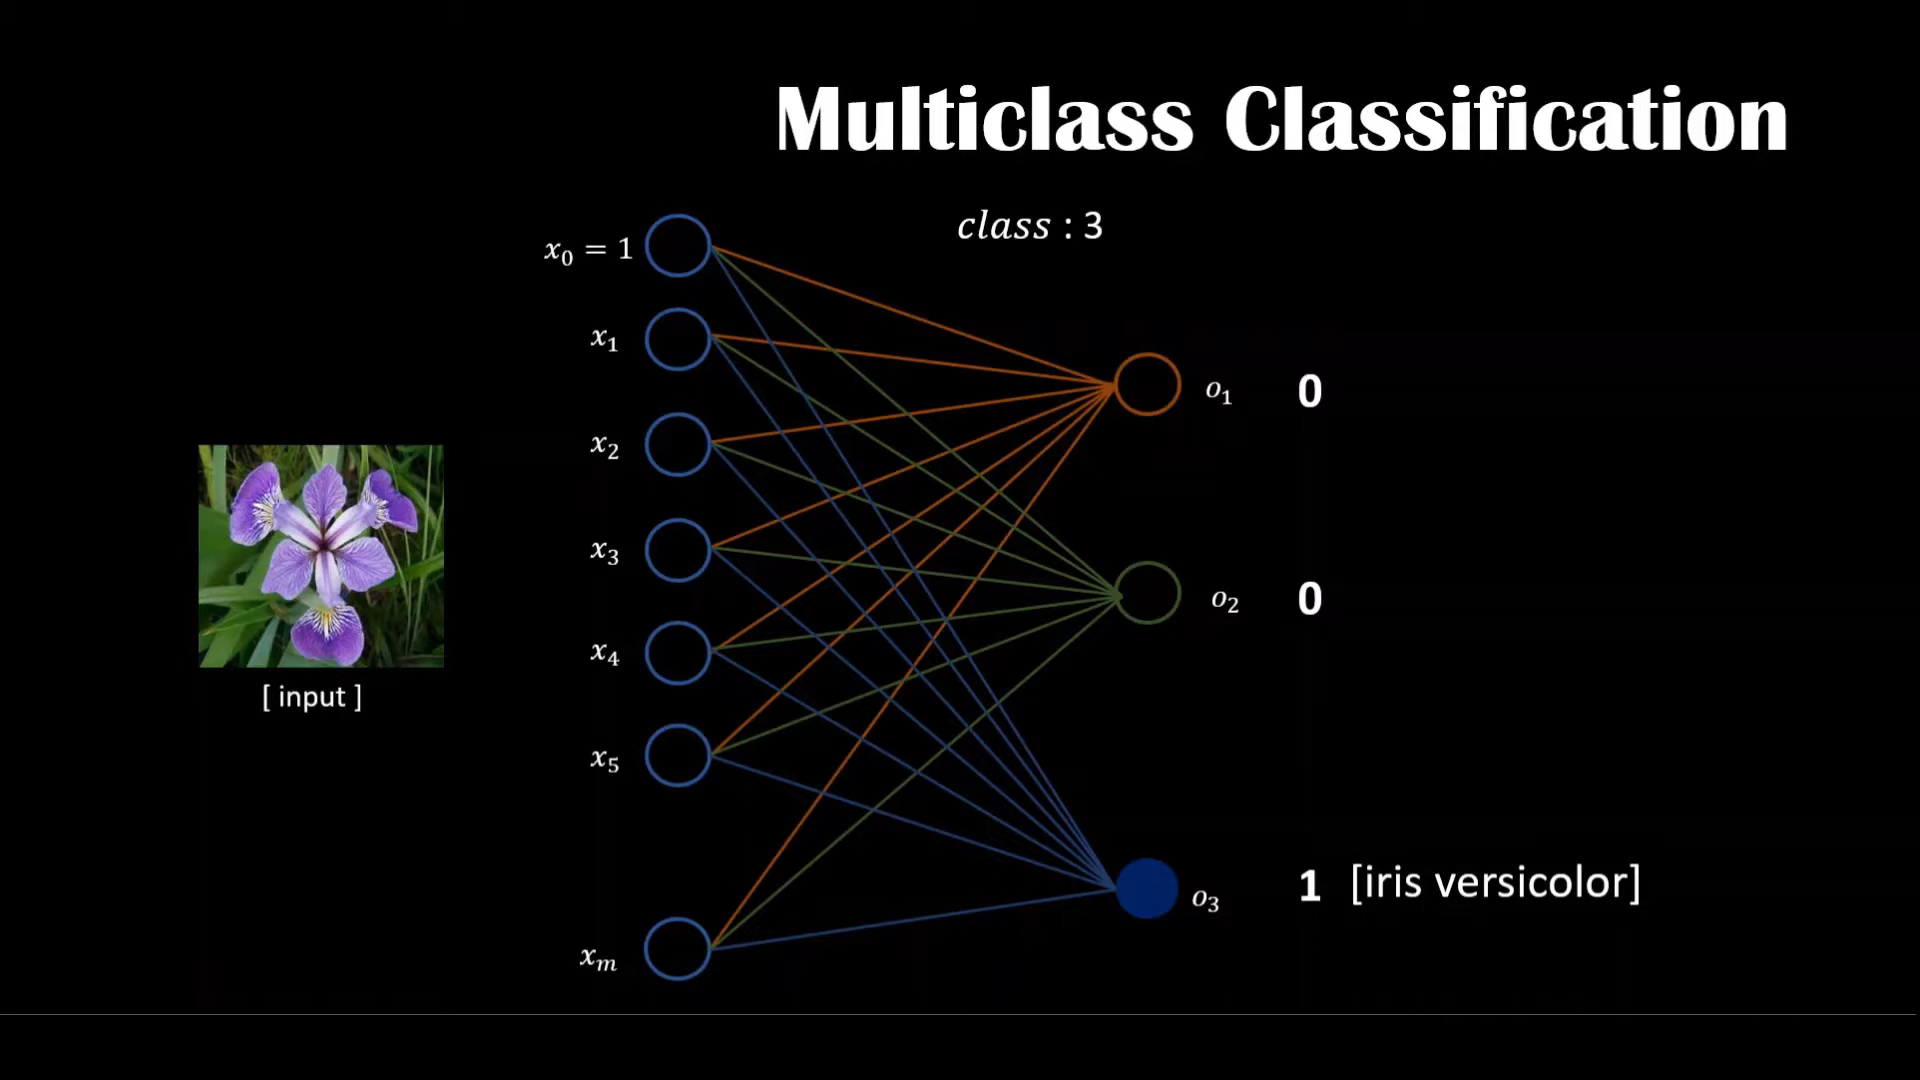 Multiclass Classification
class : 3
x₀ = 1
x₁
x₂
x₃
x₄
x₅
xₘ
[ input ]
o₁ 0
o₂ 0
o₃ 1 [iris versicolor]